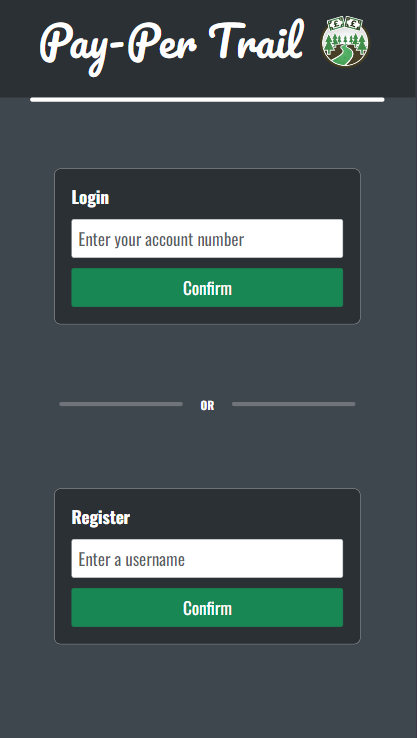 Pay-Per Trail
Login
Enter your account number
Confirm
OR
Register
Enter a username
Confirm